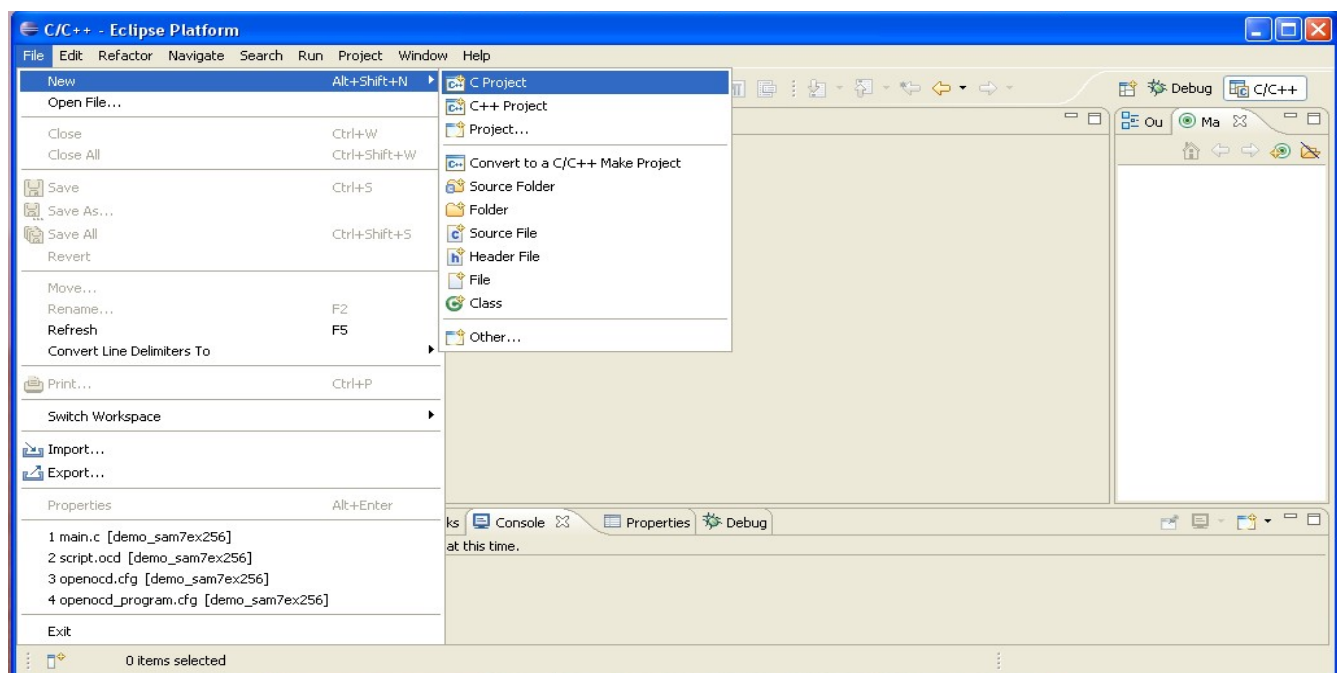 C/C++ - Eclipse Platform
File Edit Refactor Navigate Search Run Project Window Help
New Alt+Shift+N
Open File...
Close Ctrl+W
Close All Ctrl+Shift+W
Save Ctrl+S
Save As...
Save All Ctrl+Shift+S
Revert
Move...
Rename... F2
Refresh F5
Convert Line Delimiters To
Print... Ctrl+P
Switch Workspace
Import...
Export...
Properties Alt+Enter
1 main.c [demo_sam7ex256]
2 script.ocd [demo_sam7ex256]
3 openocd.cfg [demo_sam7ex256]
4 openocd_program.cfg [demo_sam7ex256]
Exit
C Project
C++ Project
Project...
Convert to a C/C++ Make Project
Source Folder
Folder
Source File
Header File
File
Class
Other...
Debug C/C++
Ou Ma
ks Console Properties Debug
at this time.
0 items selected